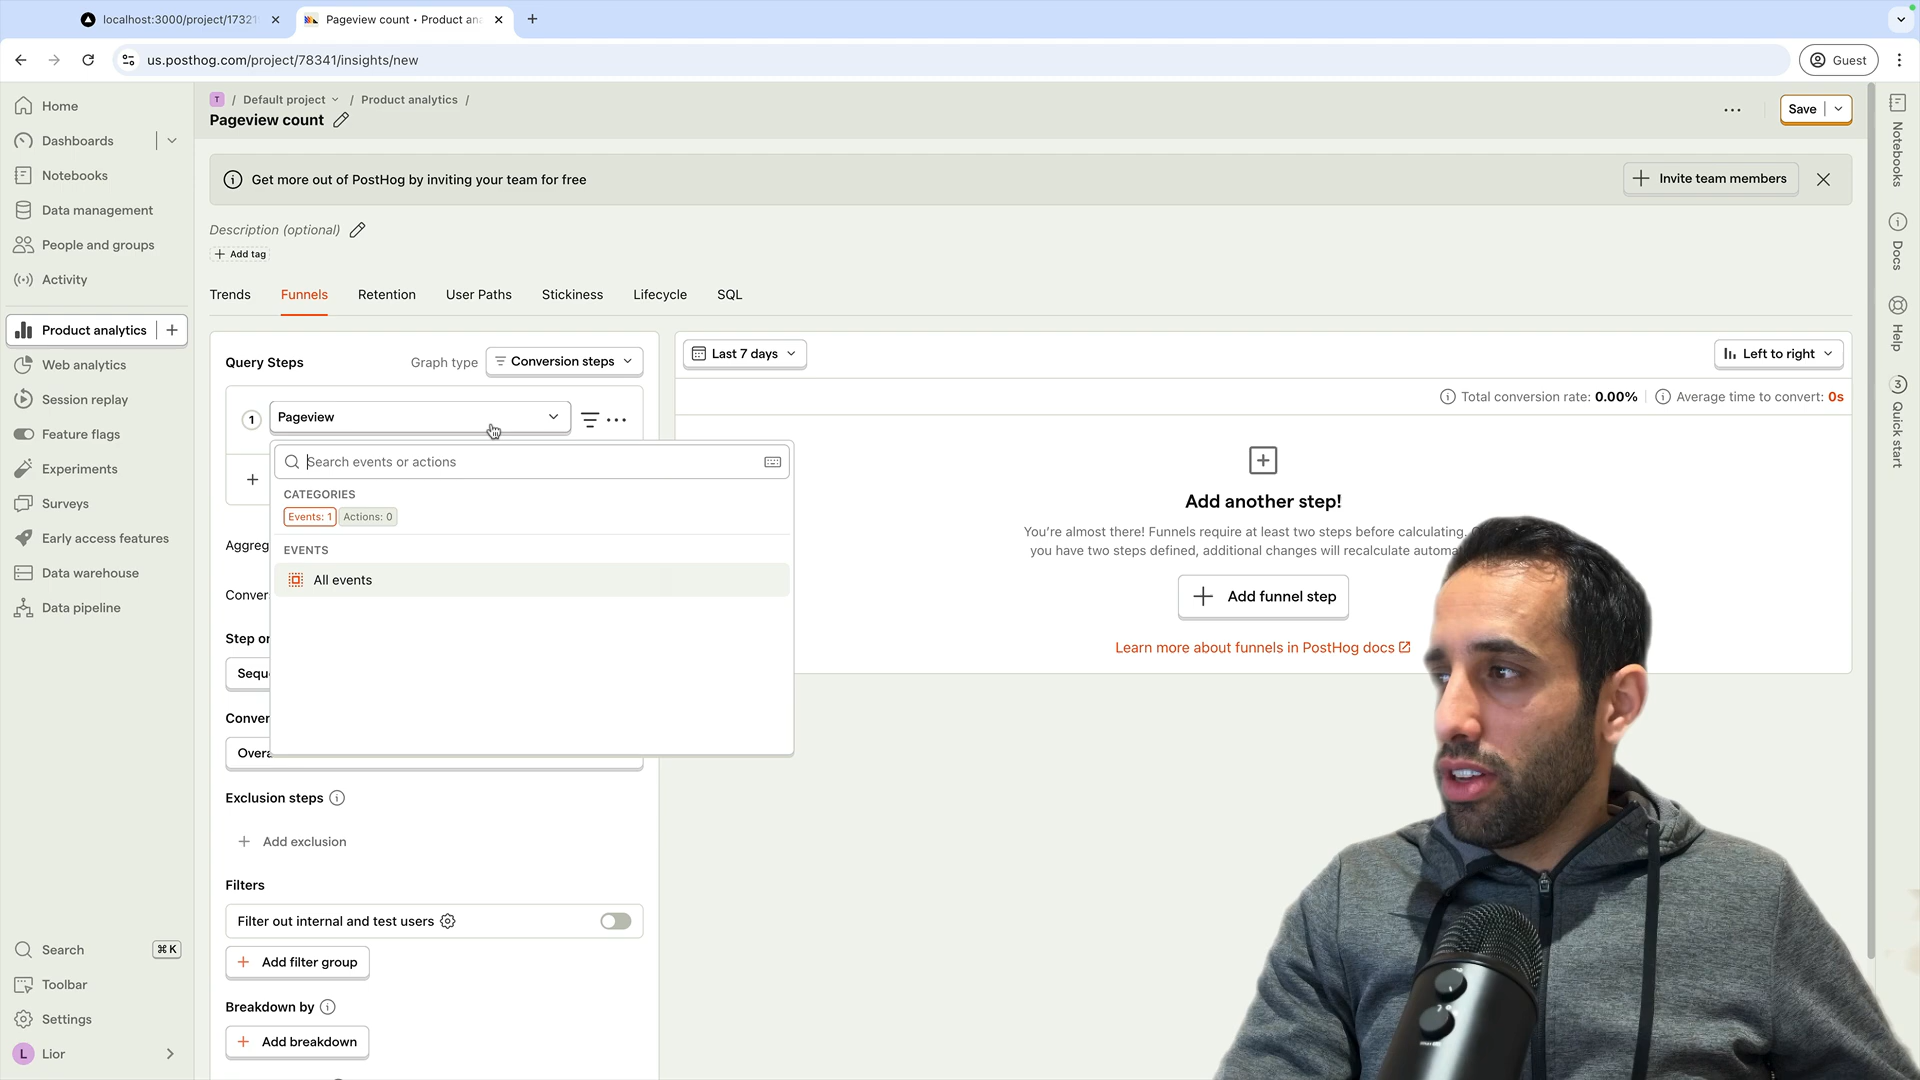 localhost:3000/project/17321
Pageview count • Product an
us.posthog.com/project/78341/insights/new
Guest
Home
Dashboards
Notebooks
Data management
People and groups
Activity
Product analytics
Web analytics
Session replay
Feature flags
Experiments
Surveys
Early access features
Data warehouse
Data pipeline
Search
⌘ K
Toolbar
Settings
L
Lior
T / Default project / Product analytics /
Pageview count
Save
Get more out of PostHog by inviting your team for free
Invite team members
Description (optional)
Add tag
Trends
Funnels
Retention
User Paths
Stickiness
Lifecycle
SQL
Query Steps
Graph type
Conversion steps
1
Pageview
Search events or actions
CATEGORIES
Events: 1
Actions: 0
EVENTS
All events
Aggreg
Conver
Step or
Sequ
Conver
Overa
Exclusion steps
Add exclusion
Filters
Filter out internal and test users
Add filter group
Breakdown by
Add breakdown
Last 7 days
Left to right
Total conversion rate: 0.00%
Average time to convert: 0s
Add another step!
You're almost there! Funnels require at least two steps before calculating.
you have two steps defined, additional changes will recalculate automa
Add funnel step
Learn more about funnels in PostHog docs
Notebooks
Docs
Help
3
Quick start